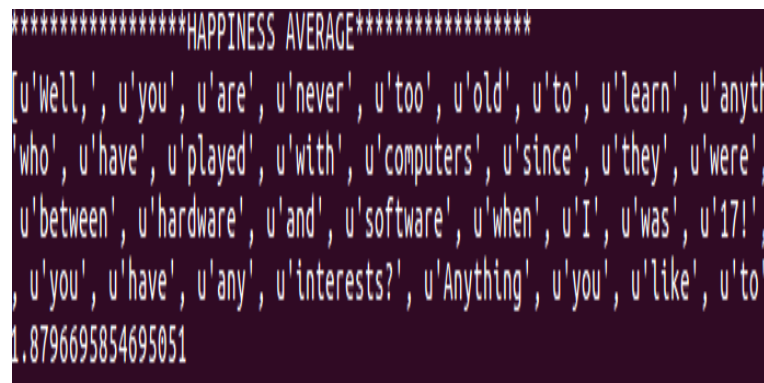 ******************HAPPINESS AVERAGE******************
[u'Well,', u'you', u'are', u'never', u'too', u'old', u'to', u'learn', u'anyth
'who', u'have', u'played', u'with', u'computers', u'since', u'they', u'were',
u'between', u'hardware', u'and', u'software', u'when', u'I', u'was', u'17!',
, u'you', u'have', u'any', u'interests?', u'Anything', u'you', u'like', u'to'
1.8796695854695051